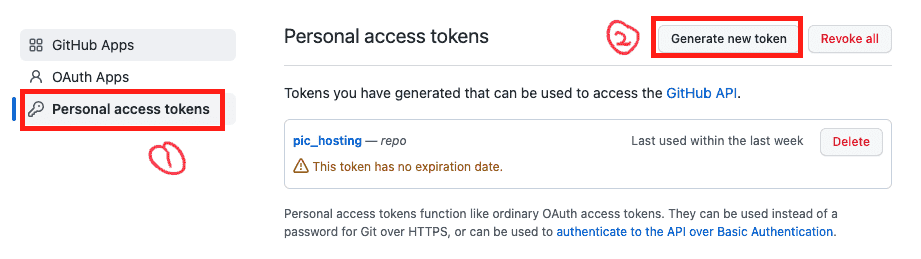 GitHub Apps
OAuth Apps
Personal access tokens
1
Personal access tokens
2
Generate new token
Revoke all
Tokens you have generated that can be used to access the GitHub API.
pic_hosting — repo
Last used within the last week
Delete
This token has no expiration date.
Personal access tokens function like ordinary OAuth access tokens. They can be used instead of a
password for Git over HTTPS, or can be used to authenticate to the API over Basic Authentication.